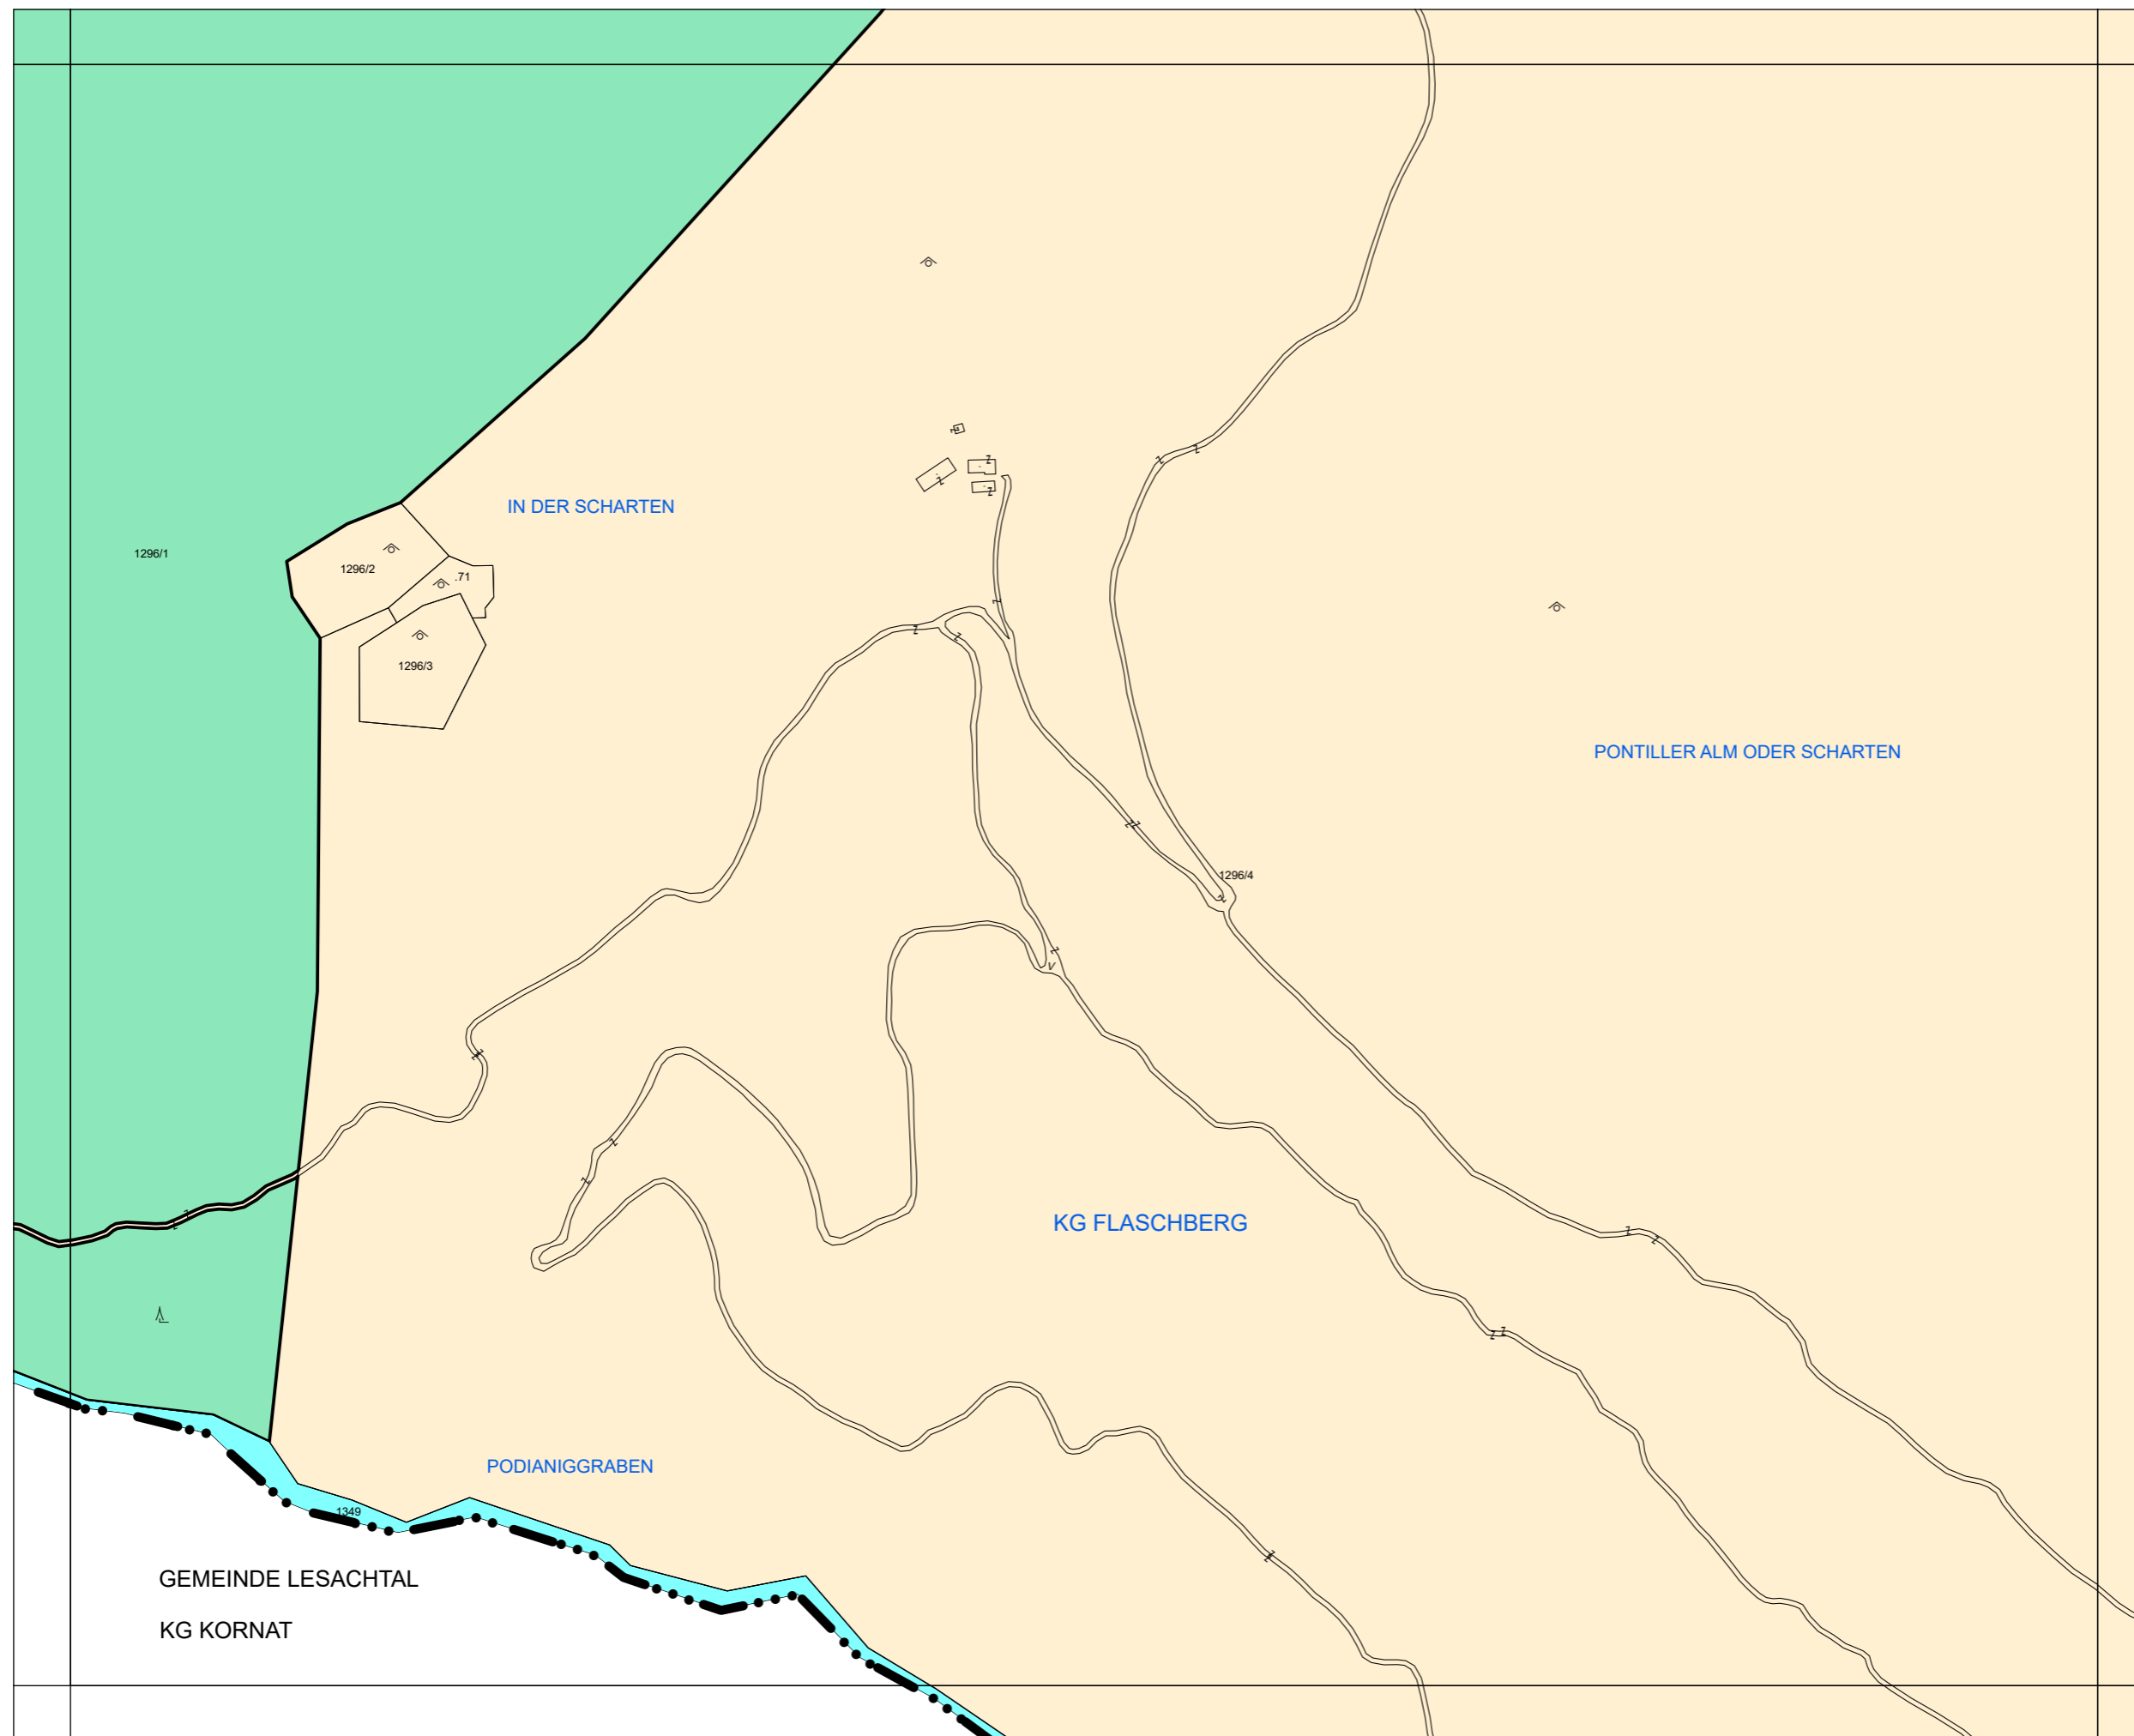 IN DER SCHARTEN
1296/1
1296/2
.71
1296/3
PONTILLER ALM ODER SCHARTEN
1296/4
KG FLASCHBERG
PODIANIGGRABEN
1349
GEMEINDE LESACHTAL
KG KORNAT